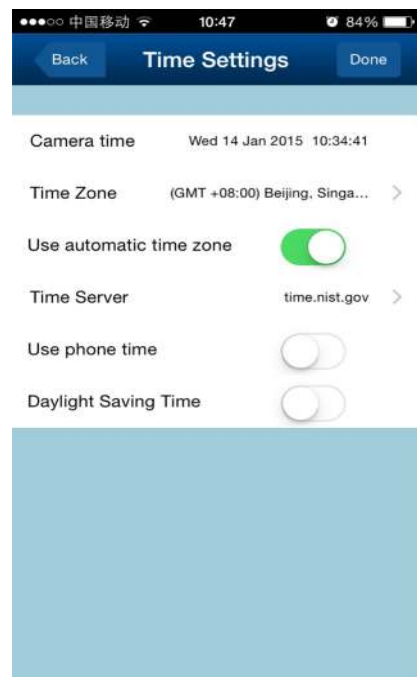 中国移动 10:47 84%
Back Time Settings Done
Camera time Wed 14 Jan 2015 10:34:41
Time Zone (GMT +08:00) Beijing, Singa...
Use automatic time zone
Time Server time.nist.gov
Use phone time
Daylight Saving Time